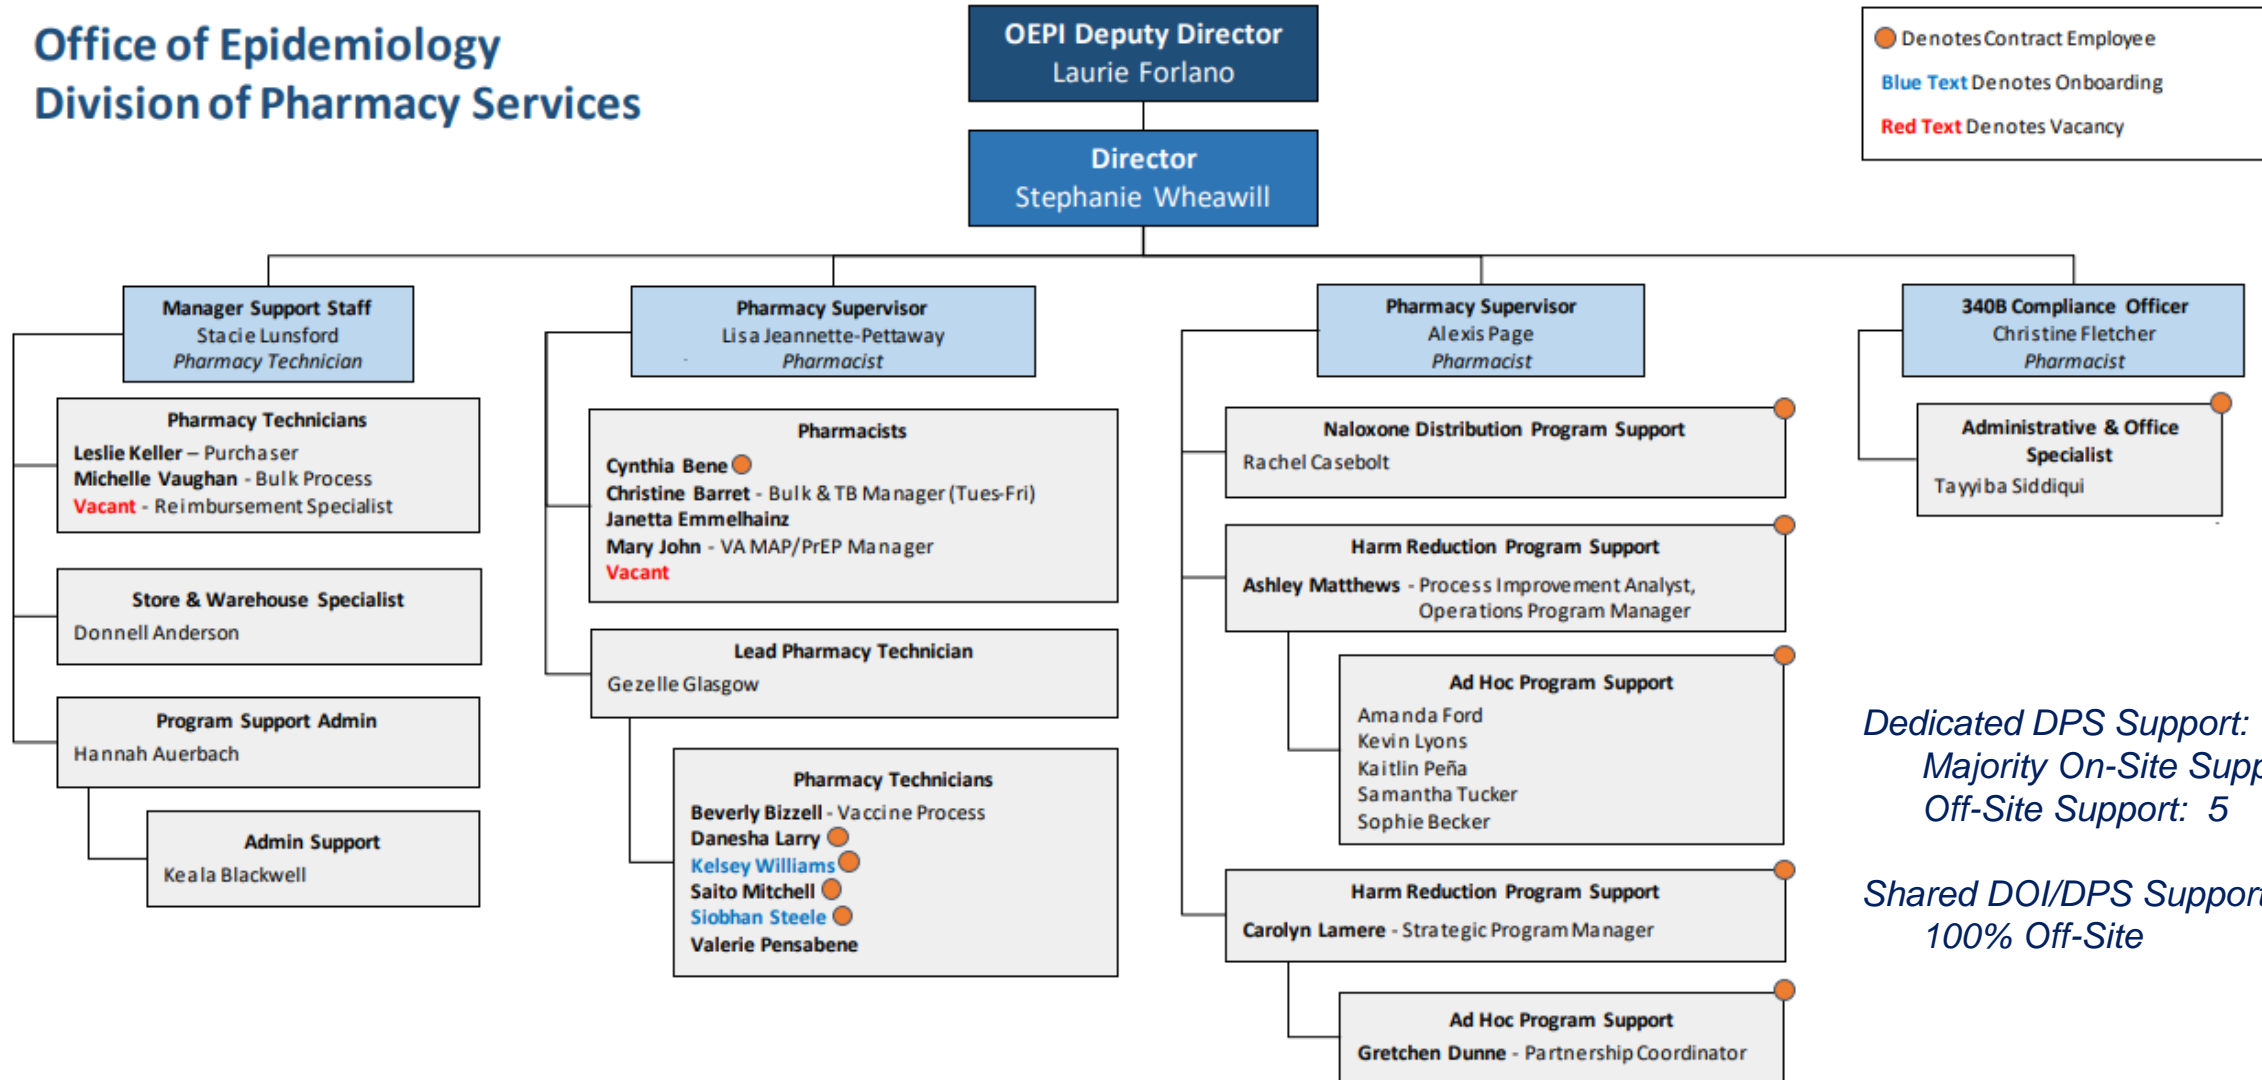 Office of Epidemiology
Division of Pharmacy Services
OEPI Deputy Director
Laurie Forlano
Director
Stephanie Wheawill
Denotes Contract Employee
Blue Text Denotes Onboarding
Red Text Denotes Vacancy
Manager Support Staff
Stacie Lunsford
Pharmacy Technician
Pharmacy Technicians
Leslie Keller – Purchaser
Michelle Vaughan - Bulk Process
Vacant - Reimbursement Specialist
Store & Warehouse Specialist
Donnell Anderson
Program Support Admin
Hannah Auerbach
Admin Support
Keala Blackwell
Pharmacy Supervisor
Lisa Jeannette-Pettaway
Pharmacist
Pharmacists
Cynthia Bene
Christine Barret - Bulk & TB Manager (Tues-Fri)
Janetta Emmelhainz
Mary John - VA MAP/PrEP Manager
Vacant
Lead Pharmacy Technician
Gezelle Glasgow
Pharmacy Technicians
Beverly Bizzell - Vaccine Process
Danesha Larry
Kelsey Williams
Saito Mitchell
Siobhan Steele
Valerie Pensabene
Pharmacy Supervisor
Alexis Page
Pharmacist
Naloxone Distribution Program Support
Rachel Casebolt
Harm Reduction Program Support
Ashley Matthews - Process Improvement Analyst,
Operations Program Manager
Ad Hoc Program Support
Amanda Ford
Kevin Lyons
Kaitlin Peña
Samantha Tucker
Sophie Becker
Harm Reduction Program Support
Carolyn Lamere - Strategic Program Manager
Ad Hoc Program Support
Gretchen Dunne - Partnership Coordinator
340B Compliance Officer
Christine Fletcher
Pharmacist
Administrative & Office
Specialist
Tayyiba Siddiqui
Dedicated DPS Support:
Majority On-Site Supp
Off-Site Support: 5
Shared DOI/DPS Support
100% Off-Site